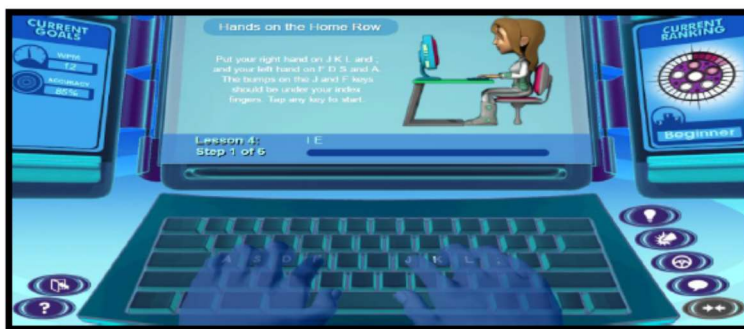 CURRENT
GOALS
WPM
12
ACCURACY
85%
Hands on the Home Row
Put your right hand on J K L and ;
and your left hand on F D S and A.
The bumps on the J and F keys
should be under your index
fingers. Tap any key to start.
Lesson 4: I E
Step 1 of 6
CURRENT
RANKING
Beginner
A S D F J K L ;
?